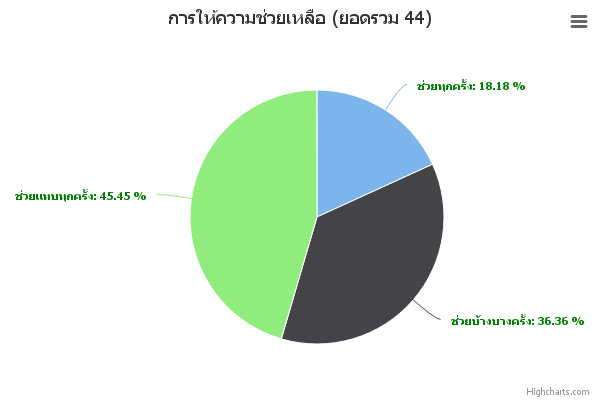 การให้ความช่วยเหลือ (ยอดรวม 44)
ช่วยทุกครั้ง: 18.18 %
ช่วยแทบทุกครั้ง: 45.45 %
ช่วยบ้างบางครั้ง: 36.36 %
Highcharts.com